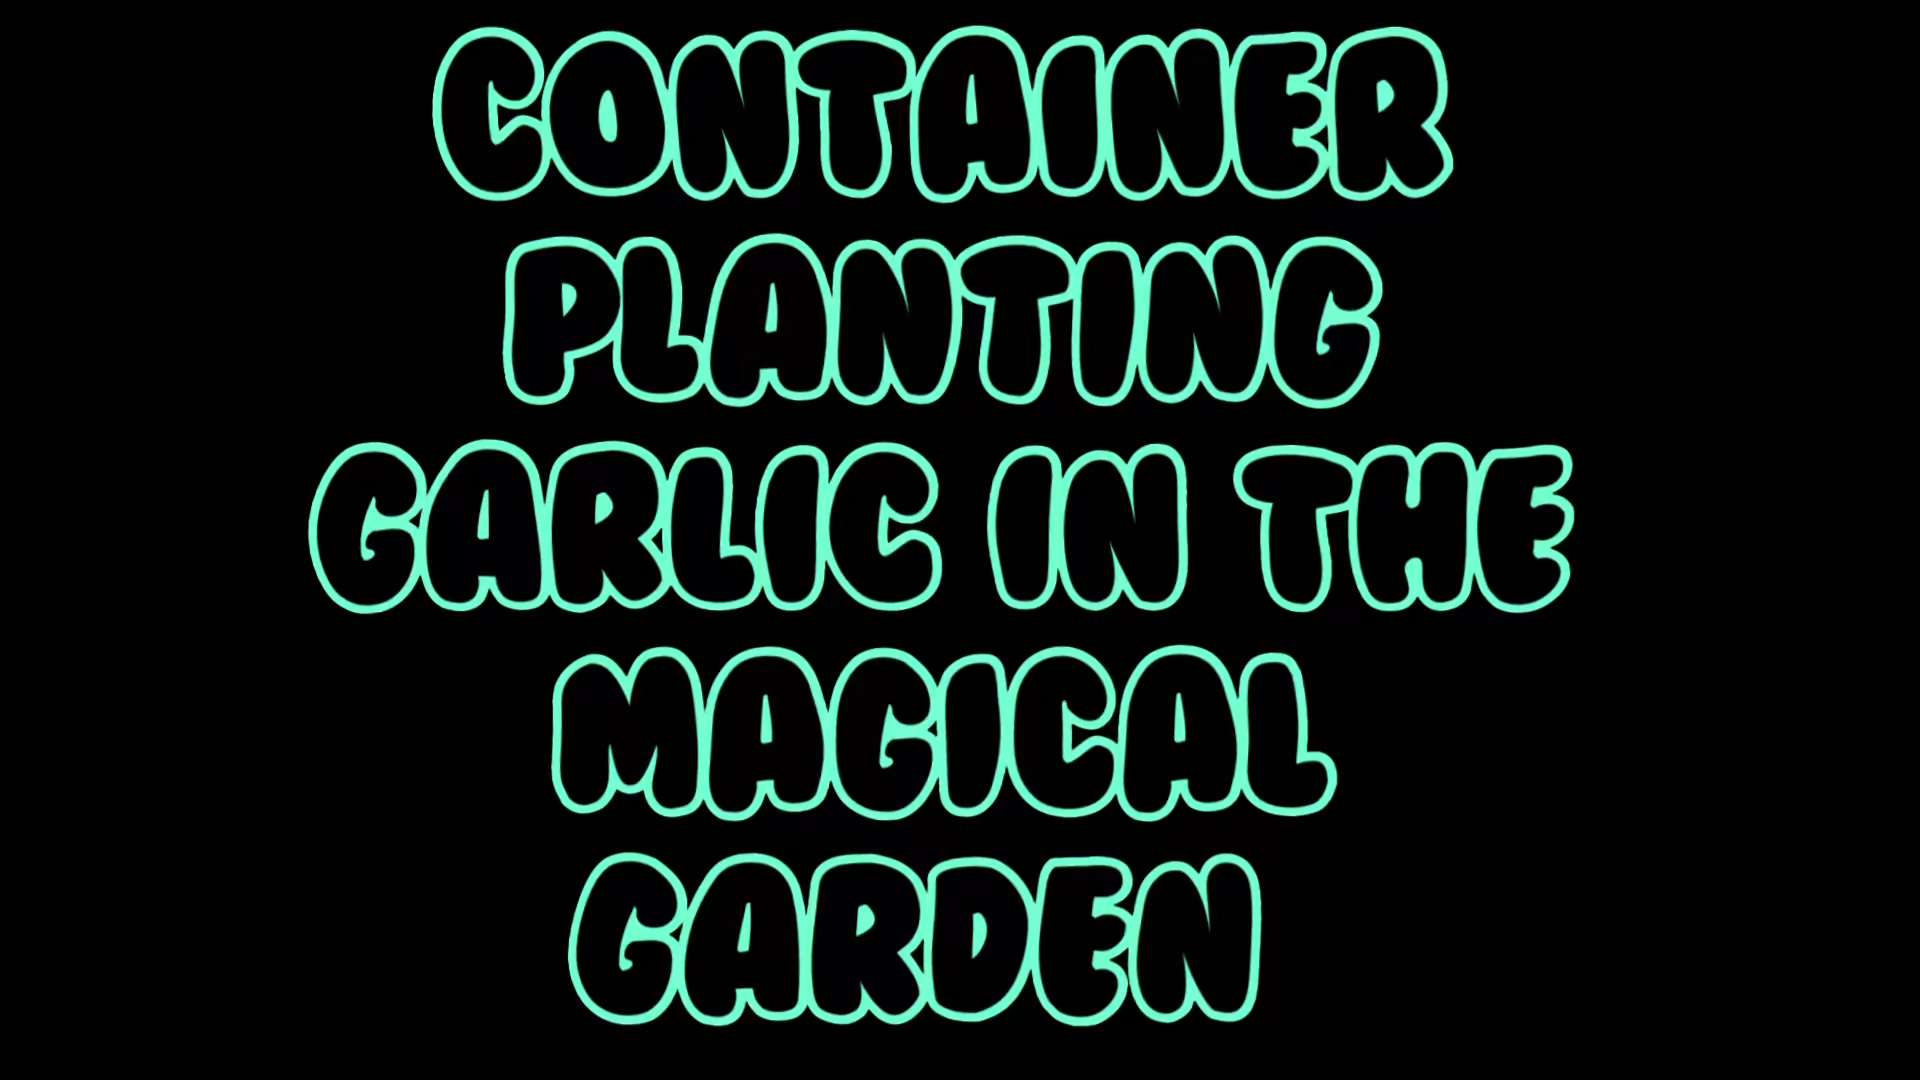 CONTAINER
PLANTING
GARLIC IN THE
MAGICAL
GARDEN